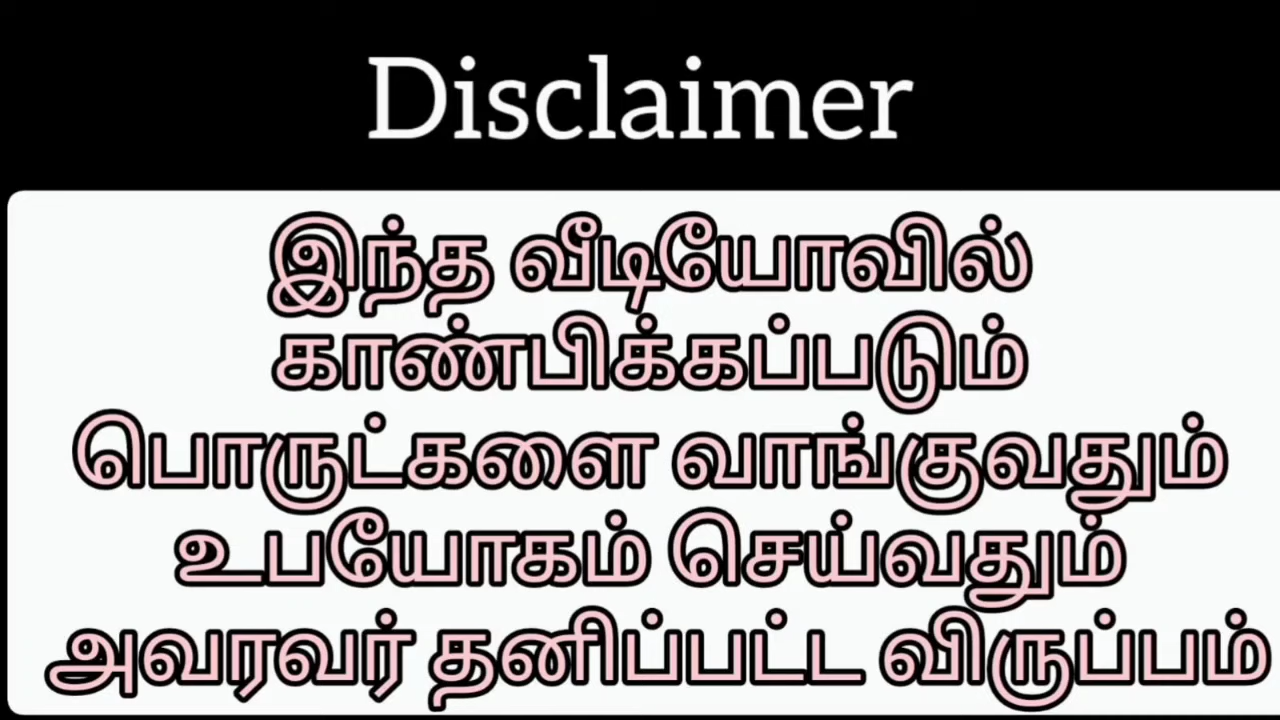 Disclaimer
இந்த வீடியோவில்
காண்பிக்கப்படும்
பொருட்களை வாங்குவதும்
உபயோகம் செய்வதும்
அவரவர் தனிப்பட்ட விருப்பம்